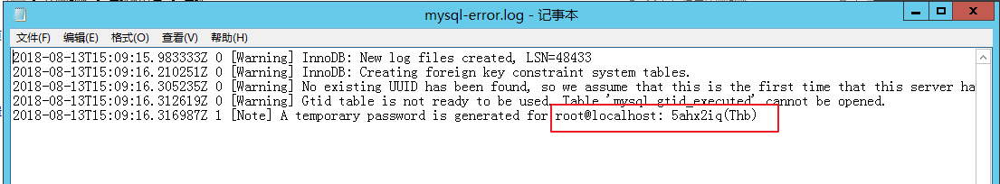 mysql-error.log - 记事本
文件(F) 编辑(E) 格式(O) 查看(V) 帮助(H)
2018-08-13T15:09:15.983333Z 0 [Warning] InnoDB: New log files created, LSN=48433
2018-08-13T15:09:16.210251Z 0 [Warning] InnoDB: Creating foreign key constraint system tables.
2018-08-13T15:09:16.305235Z 0 [Warning] No existing UUID has been found, so we assume that this is the first time that this server ha
2018-08-13T15:09:16.312619Z 0 [Warning] Gtid table is not ready to be used. Table 'mysql.gtid_executed' cannot be opened.
2018-08-13T15:09:16.316987Z 1 [Note] A temporary password is generated for root@localhost: 5ahx2iq(Thb)